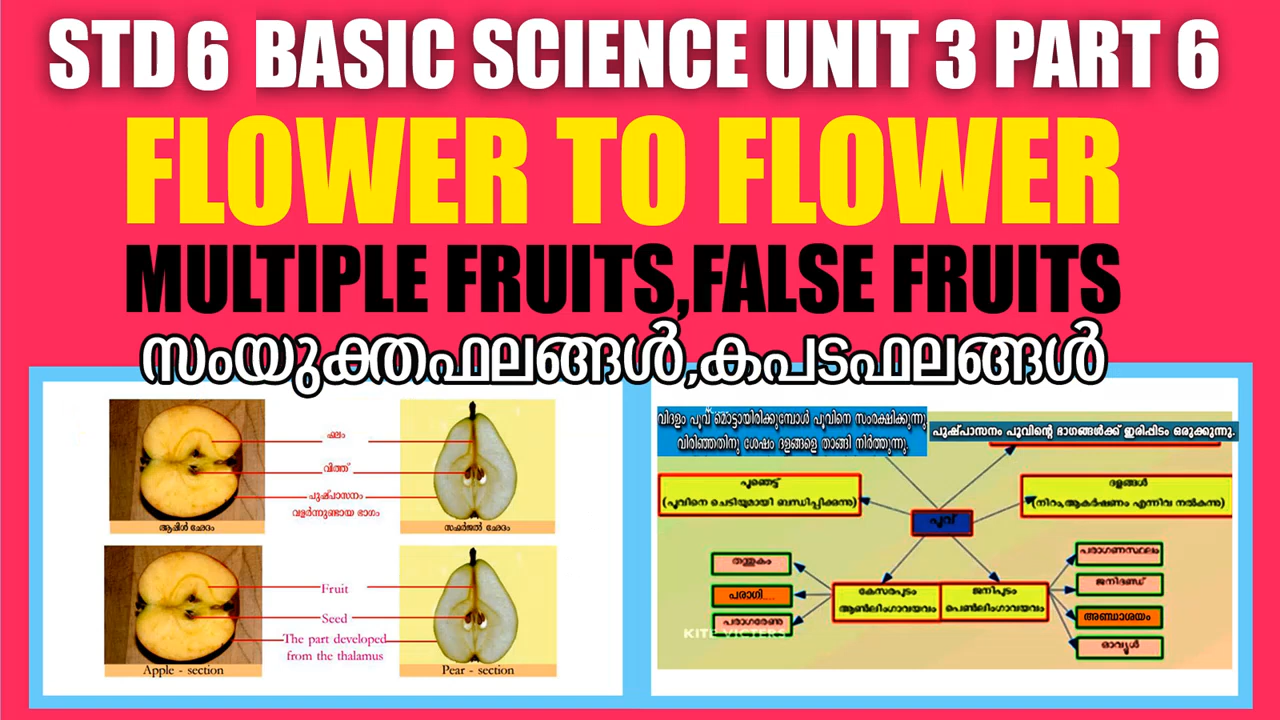 STD 6 BASIC SCIENCE UNIT 3 PART 6
FLOWER TO FLOWER
MULTIPLE FRUITS,FALSE FRUITS
സംയുക്തഫലങ്ങൾ,കപടഫലങ്ങൾ
ഫലം
വിത്ത്
പുഷ്പാസനം
വളർന്നുണ്ടായ ഭാഗം
ആപ്പിൾ ഛേദം
സഫർജൽ ഛേദം
Fruit
Seed
The part developed
from the thalamus
Apple - section
Pear - section
വിദളം പൂവ് മൊട്ടായിരിക്കുമ്പോൾ പൂവിനെ സംരക്ഷിക്കുന്നു
വിരിഞ്ഞതിനു ശേഷം ദളങ്ങളെ താങ്ങി നിർത്തുന്നു.
പുഷ്പാസനം പൂവിന്റെ ഭാഗങ്ങൾക്ക് ഇരിപ്പിടം ഒരുക്കുന്നു.
പൂഞെട്ട്
(പൂവിനെ ചെടിയുമായി ബന്ധിപ്പിക്കുന്നു)
ദളങ്ങൾ
(നിറം,ആകർഷണം എന്നിവ നൽകുന്നു)
പൂവ്
തന്തുകം
പരാഗി....
പരാഗരേണു
കേസരപുടം
ആൺലിംഗാവയവം
ജനിപുടം
പെൺലിംഗാവയവം
പരാഗണസ്ഥലം
ജനിദണ്ഡ്
അണ്ഡാശയം
ഓവ്യൂൾ
KITE VICTERS